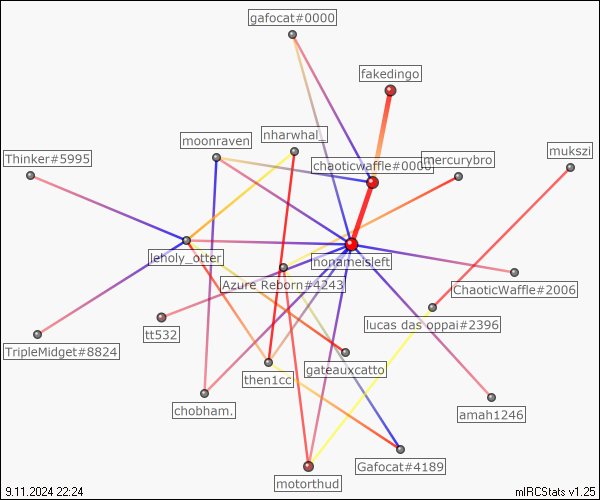 gafocat#0000
fakedingo
nharwhal_
moonraven
chaoticwaffle#0000
mercurybro
mukszi
Thinker#5995
leholy_otter
nonameisleft
Azure Reborn#4243
ChaoticWaffle#2006
lucas das oppai#2396
tt532
TripleMidget#8824
gateauxcatto
then1cc
chobham.
amah1246
Gafocat#4189
motorthud
9.11.2024 22:24
mIRCStats v1.25